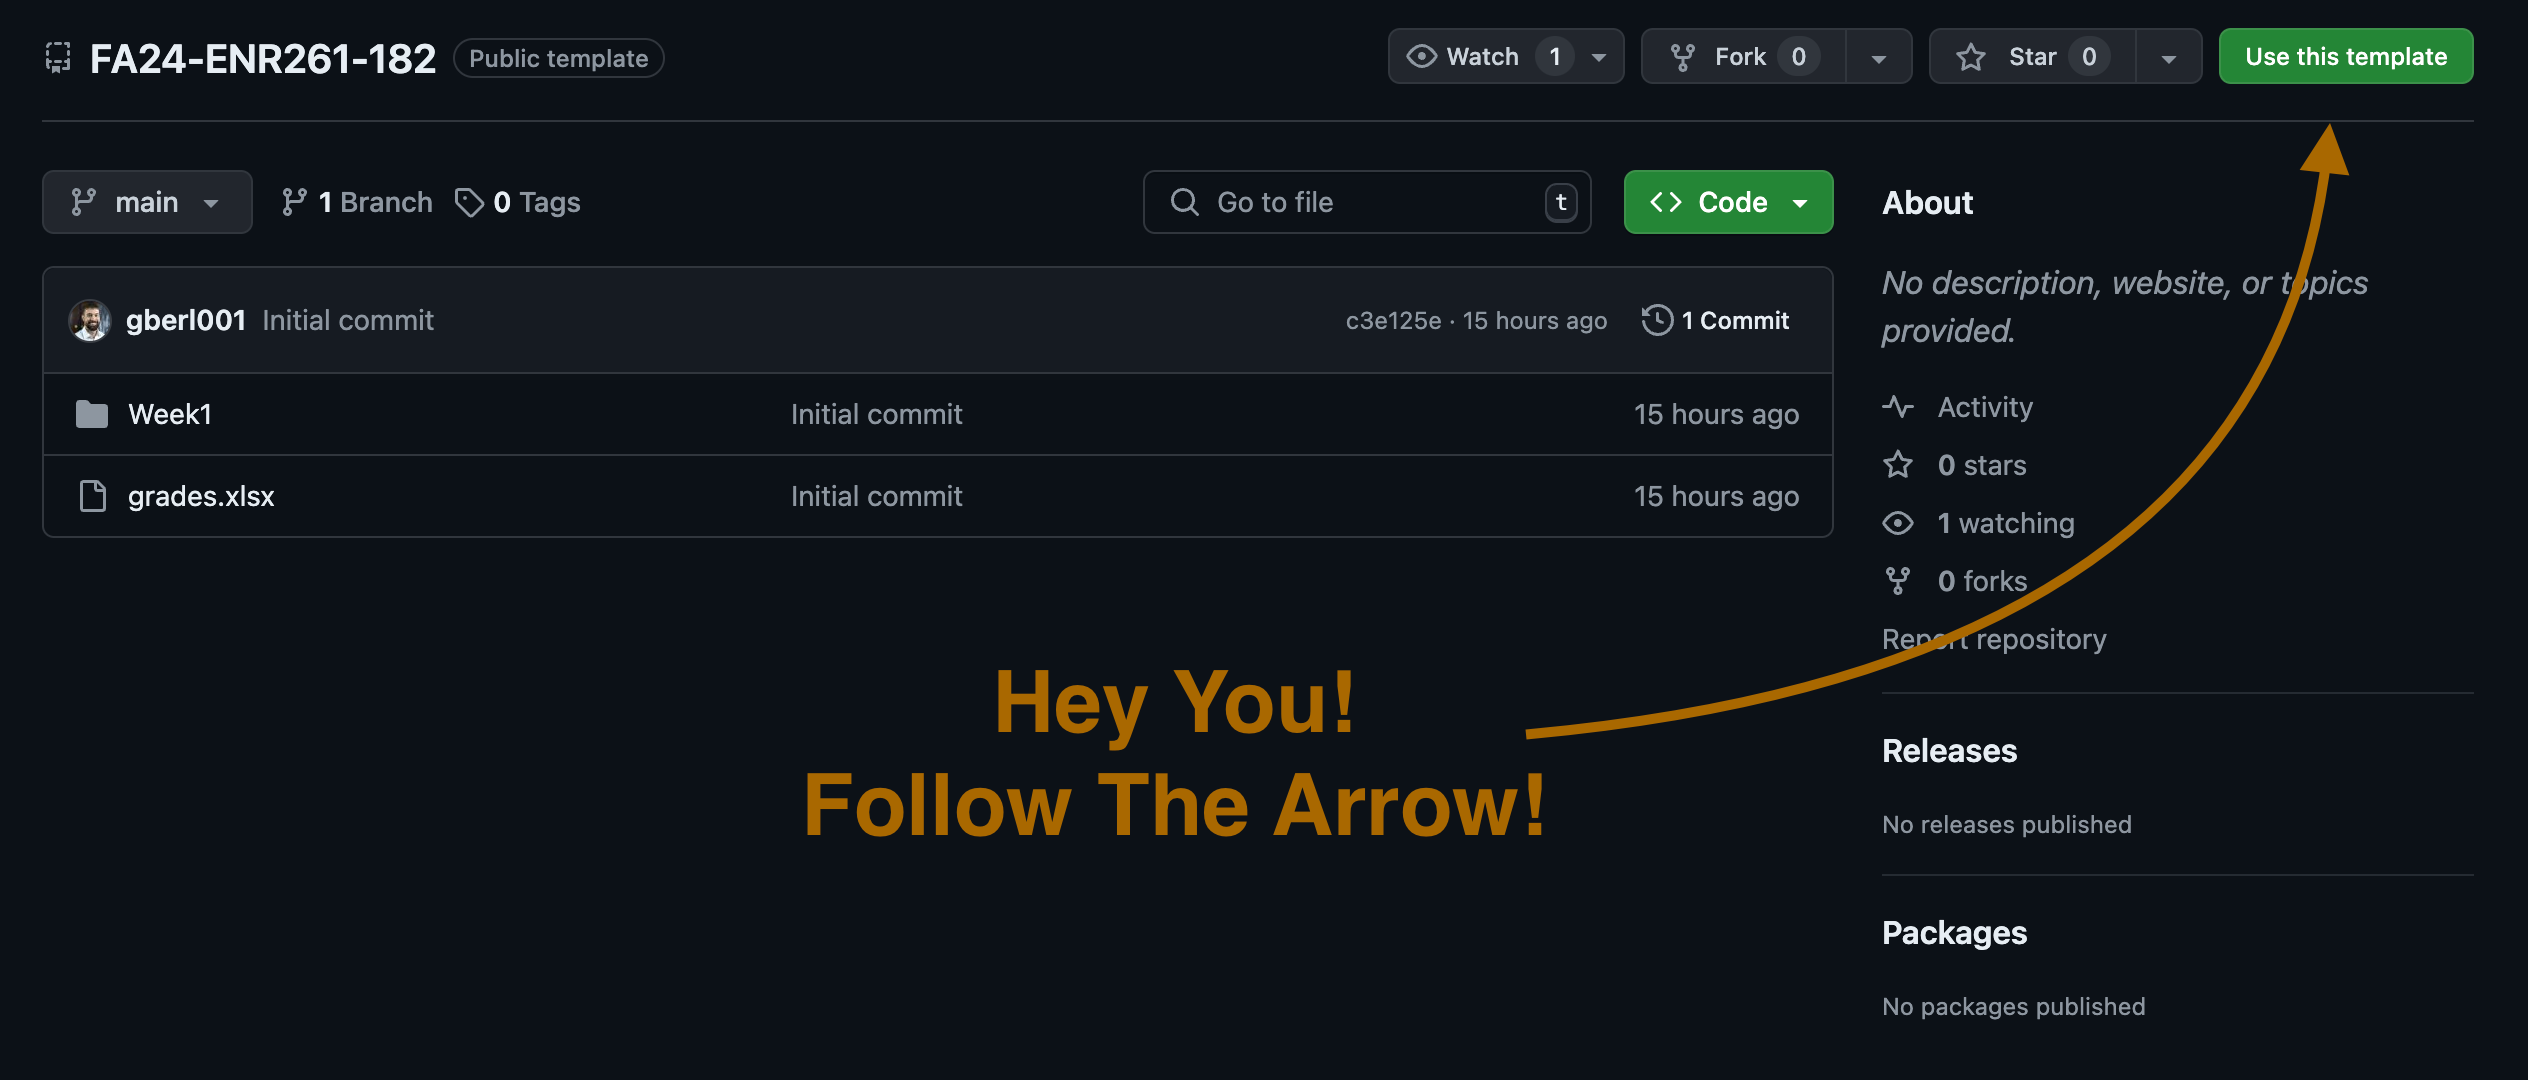 FA24-ENR261-182 Public template Watch 1 Fork 0 Star 0 Use this template
main 1 Branch 0 Tags Go to file t Code
gberl001 Initial commit c3e125e · 15 hours ago 1 Commit
Week1 Initial commit 15 hours ago
grades.xlsx Initial commit 15 hours ago
About
No description, website, or topics
provided.
Activity
0 stars
1 watching
0 forks
Report repository
Releases
No releases published
Packages
No packages published
Hey You!
Follow The Arrow!